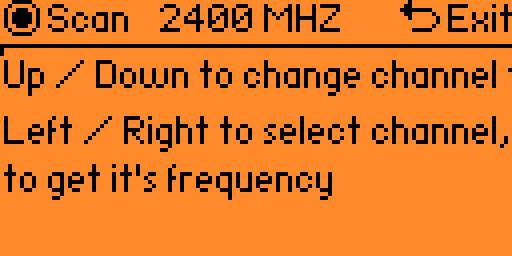 Scan 2400 MHZ Exit
Up / Down to change channel
Left / Right to select channel,
to get it's frequency